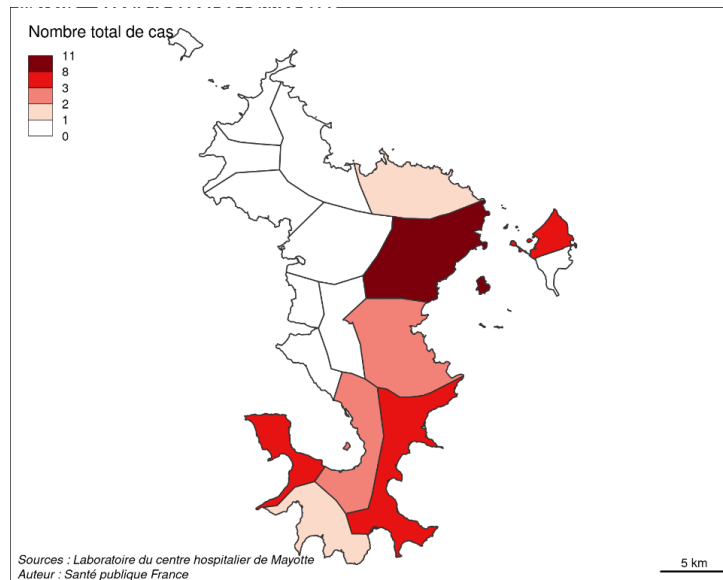 Nombre total de cas
11
8
3
2
1
0
Sources : Laboratoire du centre hospitalier de Mayotte
Auteur : Santé publique France
5 km